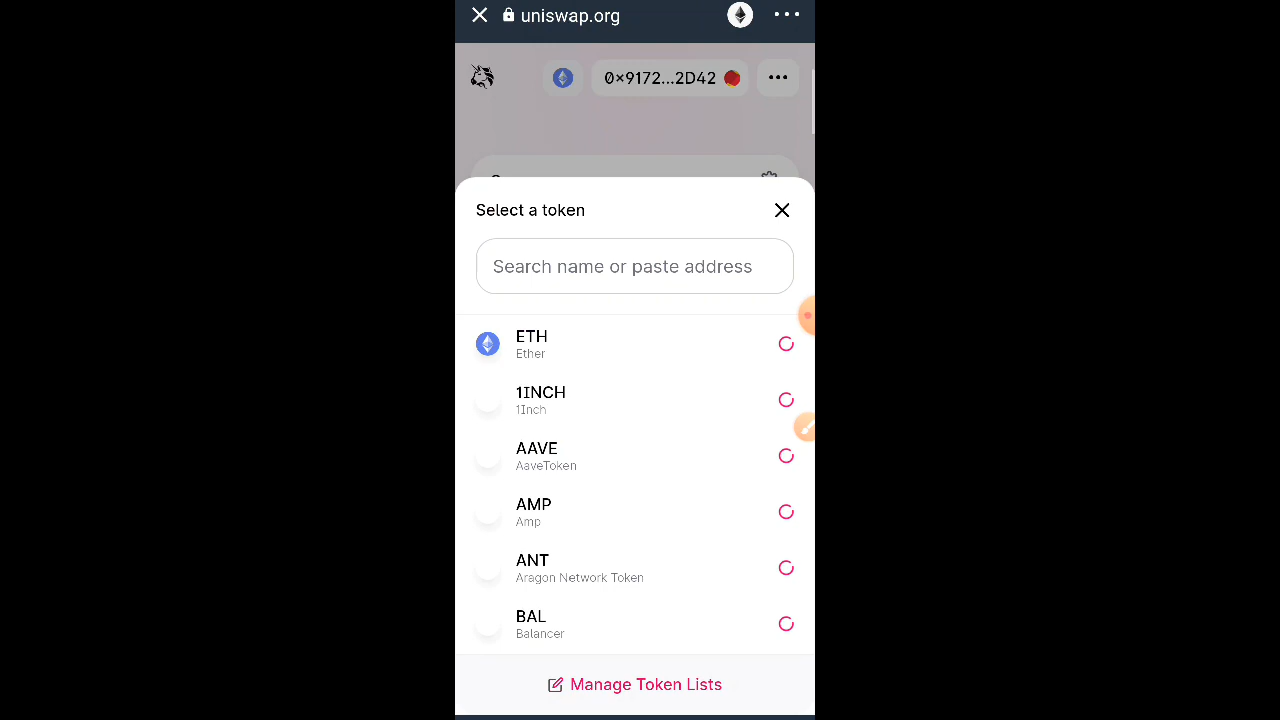 uniswap.org
0x9172...2D42
Select a token
Search name or paste address
ETH
Ether
1INCH
1Inch
AAVE
AaveToken
AMP
Amp
ANT
Aragon Network Token
BAL
Balancer
Manage Token Lists